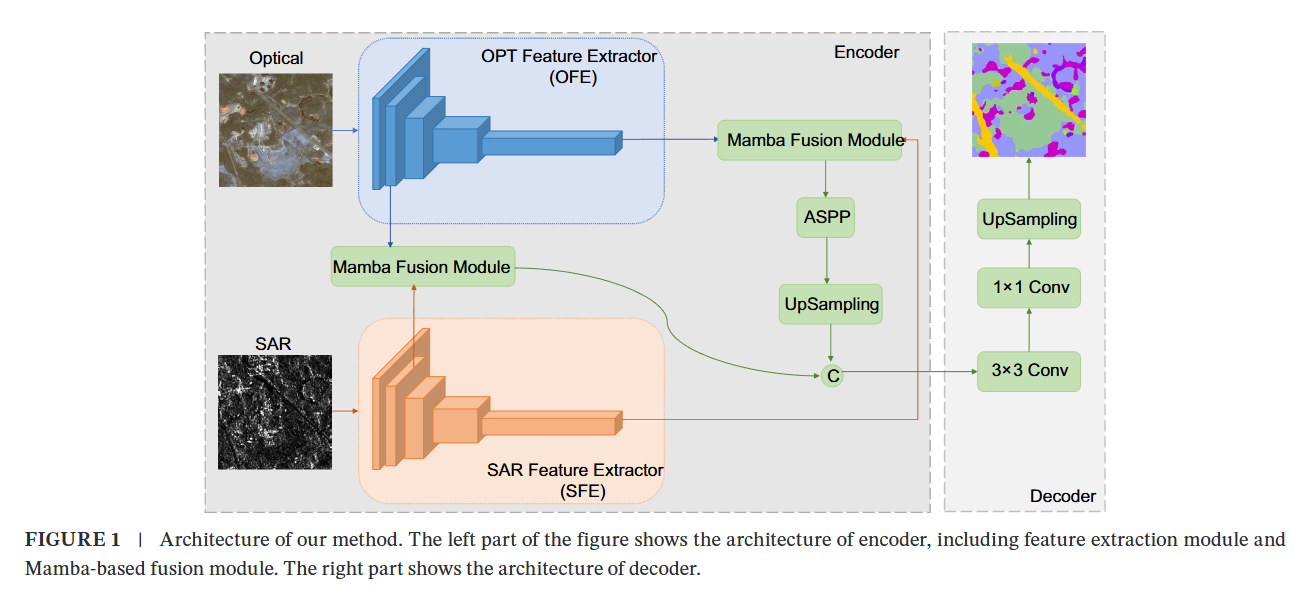 Optical
OPT Feature Extractor
(OFE)
Encoder
Mamba Fusion Module
ASPP
Mamba Fusion Module
UpSampling
SAR
C
SAR Feature Extractor
(SFE)
UpSampling
1×1 Conv
3×3 Conv
Decoder
FIGURE 1 | Architecture of our method. The left part of the figure shows the architecture of encoder, including feature extraction module and
Mamba-based fusion module. The right part shows the architecture of decoder.